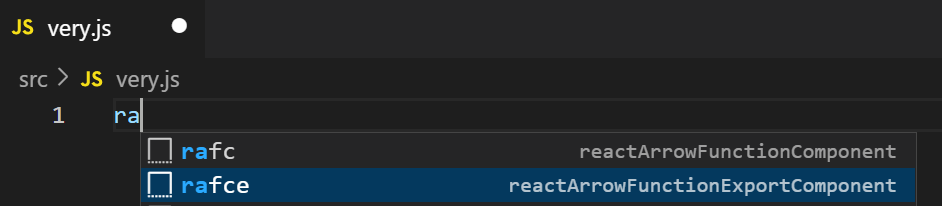 JS very.js
src > JS very.js
1 ra
rafc reactArrowFunctionComponent
rafce reactArrowFunctionExportComponent